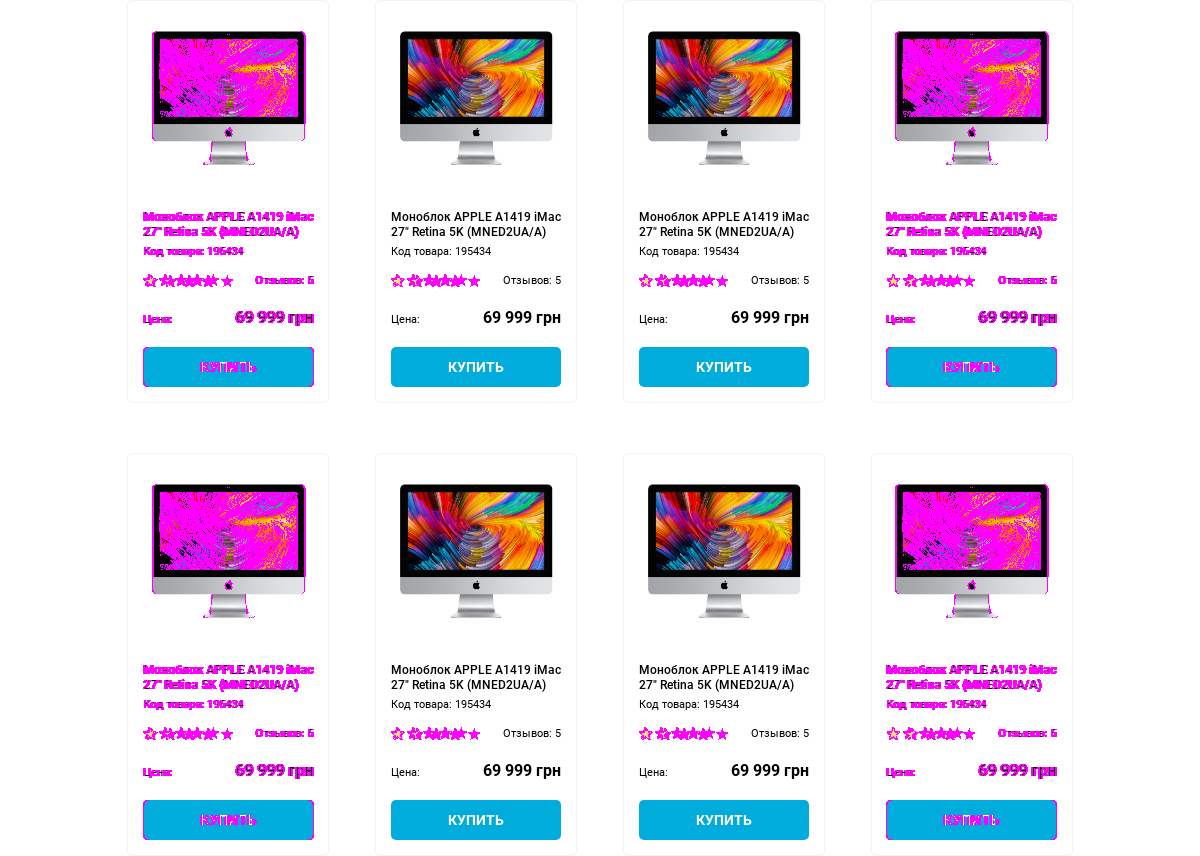 Моноблок APPLE A1419 iMac
27" Retina 5K (MNED2UA/A)
Код товара: 195434
Отзывов: 5
Цена: 69 999 грн
КУПИТЬ
Моноблок APPLE A1419 iMac
27" Retina 5K (MNED2UA/A)
Код товара: 195434
Отзывов: 5
Цена: 69 999 грн
КУПИТЬ
Моноблок APPLE A1419 iMac
27" Retina 5K (MNED2UA/A)
Код товара: 195434
Отзывов: 5
Цена: 69 999 грн
КУПИТЬ
Моноблок APPLE A1419 iMac
27" Retina 5K (MNED2UA/A)
Код товара: 195434
Отзывов: 5
Цена: 69 999 грн
КУПИТЬ
Моноблок APPLE A1419 iMac
27" Retina 5K (MNED2UA/A)
Код товара: 195434
Отзывов: 5
Цена: 69 999 грн
КУПИТЬ
Моноблок APPLE A1419 iMac
27" Retina 5K (MNED2UA/A)
Код товара: 195434
Отзывов: 5
Цена: 69 999 грн
КУПИТЬ
Моноблок APPLE A1419 iMac
27" Retina 5K (MNED2UA/A)
Код товара: 195434
Отзывов: 5
Цена: 69 999 грн
КУПИТЬ
Моноблок APPLE A1419 iMac
27" Retina 5K (MNED2UA/A)
Код товара: 195434
Отзывов: 5
Цена: 69 999 грн
КУПИТЬ